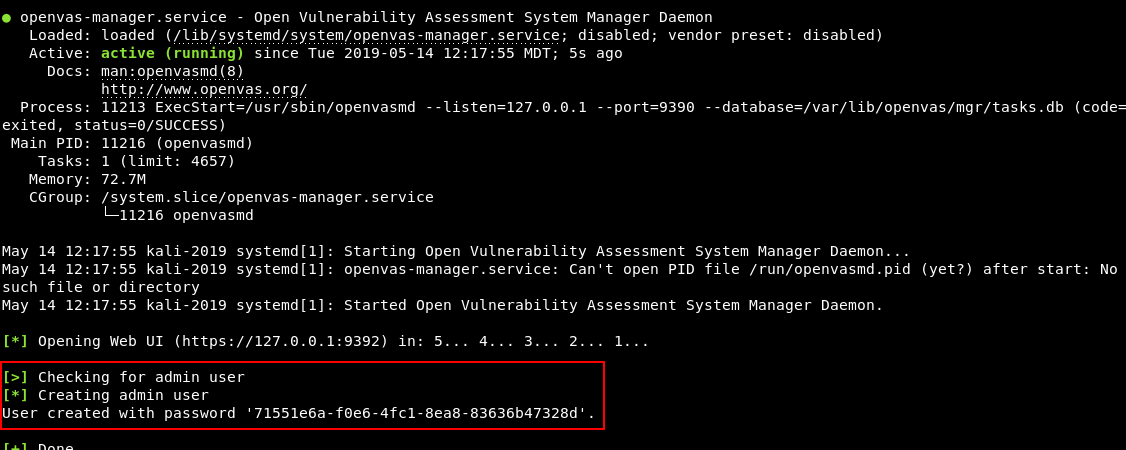 ● openvas-manager.service - Open Vulnerability Assessment System Manager Daemon
   Loaded: loaded (/lib/systemd/system/openvas-manager.service; disabled; vendor preset: disabled)
   Active: active (running) since Tue 2019-05-14 12:17:55 MDT; 5s ago
     Docs: man:openvasmd(8)
           http://www.openvas.org/
  Process: 11213 ExecStart=/usr/sbin/openvasmd --listen=127.0.0.1 --port=9390 --database=/var/lib/openvas/mgr/tasks.db (code=
exited, status=0/SUCCESS)
 Main PID: 11216 (openvasmd)
    Tasks: 1 (limit: 4657)
   Memory: 72.7M
   CGroup: /system.slice/openvas-manager.service
           └─11216 openvasmd
May 14 12:17:55 kali-2019 systemd[1]: Starting Open Vulnerability Assessment System Manager Daemon...
May 14 12:17:55 kali-2019 systemd[1]: openvas-manager.service: Can't open PID file /run/openvasmd.pid (yet?) after start: No
such file or directory
May 14 12:17:55 kali-2019 systemd[1]: Started Open Vulnerability Assessment System Manager Daemon.
[*] Opening Web UI (https://127.0.0.1:9392) in: 5... 4... 3... 2... 1...
[>] Checking for admin user
[*] Creating admin user
User created with password '71551e6a-f0e6-4fc1-8ea8-83636b47328d'.
[+] Done